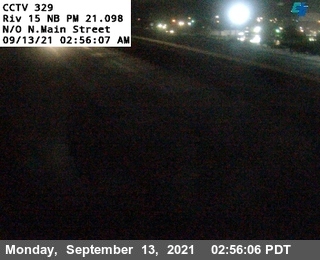 CCTV 329
Riv 15 NB PM 21.098
N/O N.Main Street
09/13/21 02:56:07 AM
Monday, September 13, 2021 02:56:06 PDT